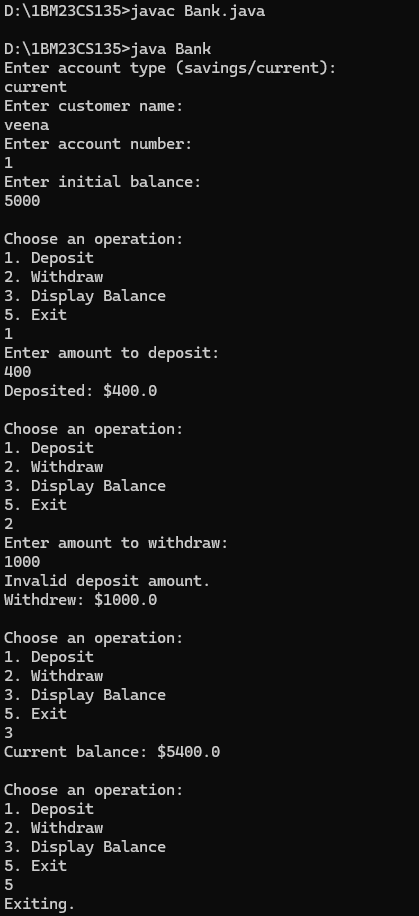 D:\1BM23CS135>javac Bank.java
D:\1BM23CS135>java Bank
Enter account type (savings/current):
current
Enter customer name:
veena
Enter account number:
1
Enter initial balance:
5000
Choose an operation:
1. Deposit
2. Withdraw
3. Display Balance
5. Exit
1
Enter amount to deposit:
400
Deposited: $400.0
Choose an operation:
1. Deposit
2. Withdraw
3. Display Balance
5. Exit
2
Enter amount to withdraw:
1000
Invalid deposit amount.
Withdrew: $1000.0
Choose an operation:
1. Deposit
2. Withdraw
3. Display Balance
5. Exit
3
Current balance: $5400.0
Choose an operation:
1. Deposit
2. Withdraw
3. Display Balance
5. Exit
5
Exiting.